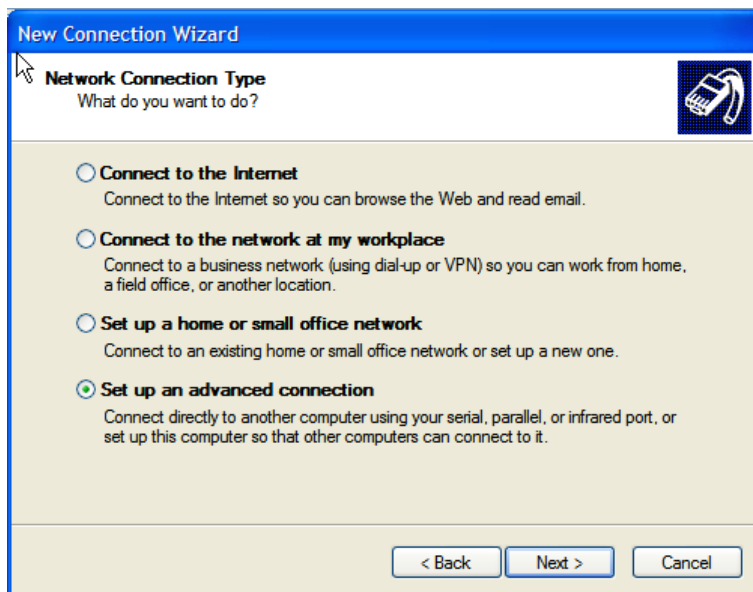 New Connection Wizard
Network Connection Type
What do you want to do?
Connect to the Internet
Connect to the Internet so you can browse the Web and read email.
Connect to the network at my workplace
Connect to a business network (using dial-up or VPN) so you can work from home,
a field office, or another location.
Set up a home or small office network
Connect to an existing home or small office network or set up a new one.
Set up an advanced connection
Connect directly to another computer using your serial, parallel, or infrared port, or
set up this computer so that other computers can connect to it.
< Back Next > Cancel